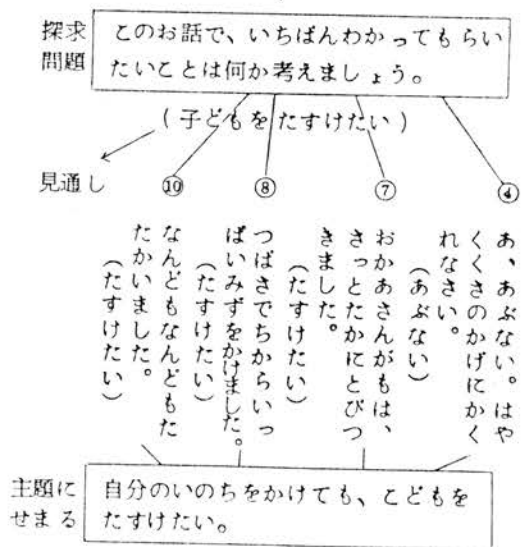 探求
問題
このお話で、いちばんわかってもらい
たいことは何か考えましょう。
（子どもをたすけたい）
見通し
④
あ、あぶない。はや
くくさのかげにかく
れなさい。
（あぶない）
⑦
おかあさんがもは、
さっとたかにとびつ
きました。
（たすけたい）
⑧
つばさでちからいっ
ぱいみずをかけました。
（たすけたい）
⑩
なんどもなんどもた
たかいました。
（たすけたい）
主題に
せまる
自分のいのちをかけても、こどもを
たすけたい。